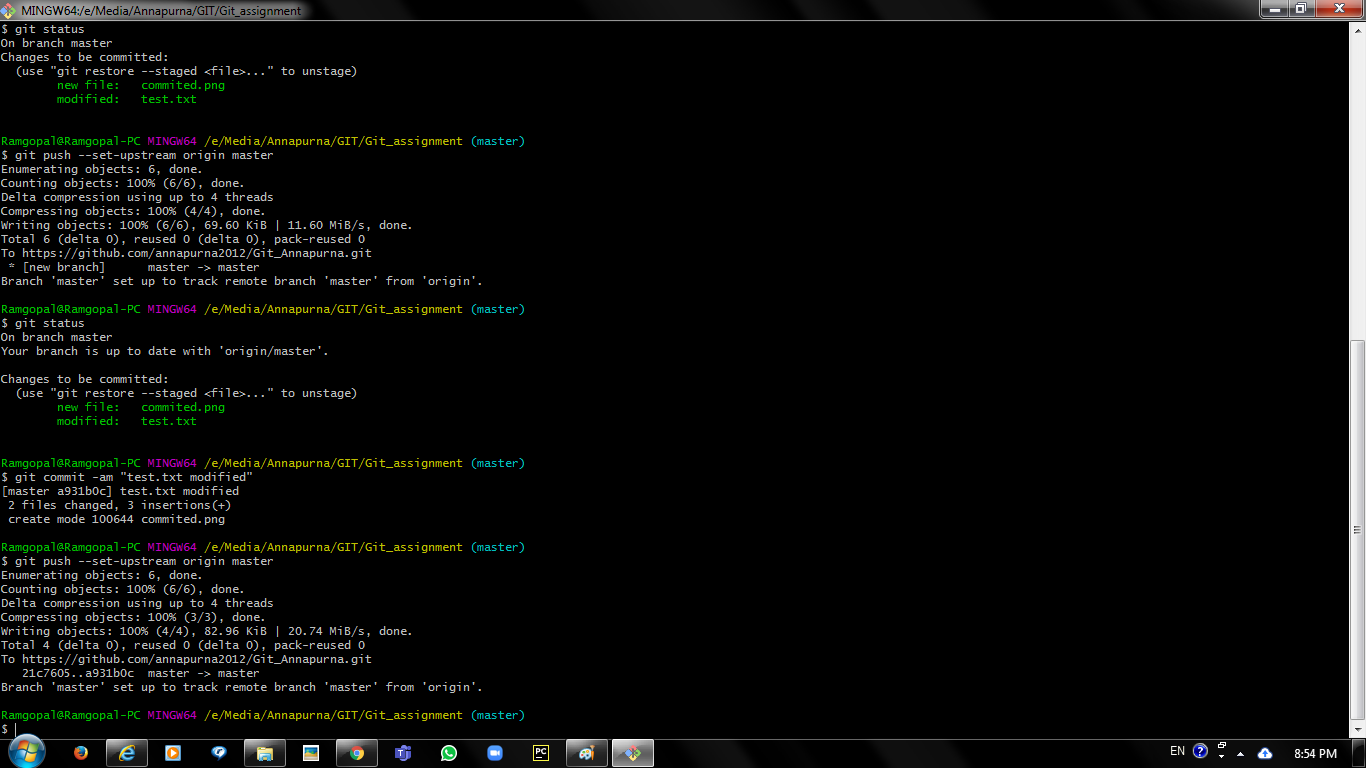 MINGW64:/e/Media/Annapurna/GIT/Git_assignment
$ git status
On branch master
Changes to be committed:
  (use "git restore --staged <file>..." to unstage)
        new file:   commited.png
        modified:   test.txt
Ramgopal@Ramgopal-PC MINGW64 /e/Media/Annapurna/GIT/Git_assignment (master)
$ git push --set-upstream origin master
Enumerating objects: 6, done.
Counting objects: 100% (6/6), done.
Delta compression using up to 4 threads
Compressing objects: 100% (4/4), done.
Writing objects: 100% (6/6), 69.60 KiB | 11.60 MiB/s, done.
Total 6 (delta 0), reused 0 (delta 0), pack-reused 0
To https://github.com/annapurna2012/Git_Annapurna.git
 * [new branch]      master -> master
Branch 'master' set up to track remote branch 'master' from 'origin'.
Ramgopal@Ramgopal-PC MINGW64 /e/Media/Annapurna/GIT/Git_assignment (master)
$ git status
On branch master
Your branch is up to date with 'origin/master'.
Changes to be committed:
  (use "git restore --staged <file>..." to unstage)
        new file:   commited.png
        modified:   test.txt
Ramgopal@Ramgopal-PC MINGW64 /e/Media/Annapurna/GIT/Git_assignment (master)
$ git commit -am "test.txt modified"
[master a931b0c] test.txt modified
 2 files changed, 3 insertions(+)
 create mode 100644 commited.png
Ramgopal@Ramgopal-PC MINGW64 /e/Media/Annapurna/GIT/Git_assignment (master)
$ git push --set-upstream origin master
Enumerating objects: 6, done.
Counting objects: 100% (6/6), done.
Delta compression using up to 4 threads
Compressing objects: 100% (3/3), done.
Writing objects: 100% (4/4), 82.96 KiB | 20.74 MiB/s, done.
Total 4 (delta 0), reused 0 (delta 0), pack-reused 0
To https://github.com/annapurna2012/Git_Annapurna.git
   21c7605..a931b0c  master -> master
Branch 'master' set up to track remote branch 'master' from 'origin'.
Ramgopal@Ramgopal-PC MINGW64 /e/Media/Annapurna/GIT/Git_assignment (master)
$
PC
EN
8:54 PM